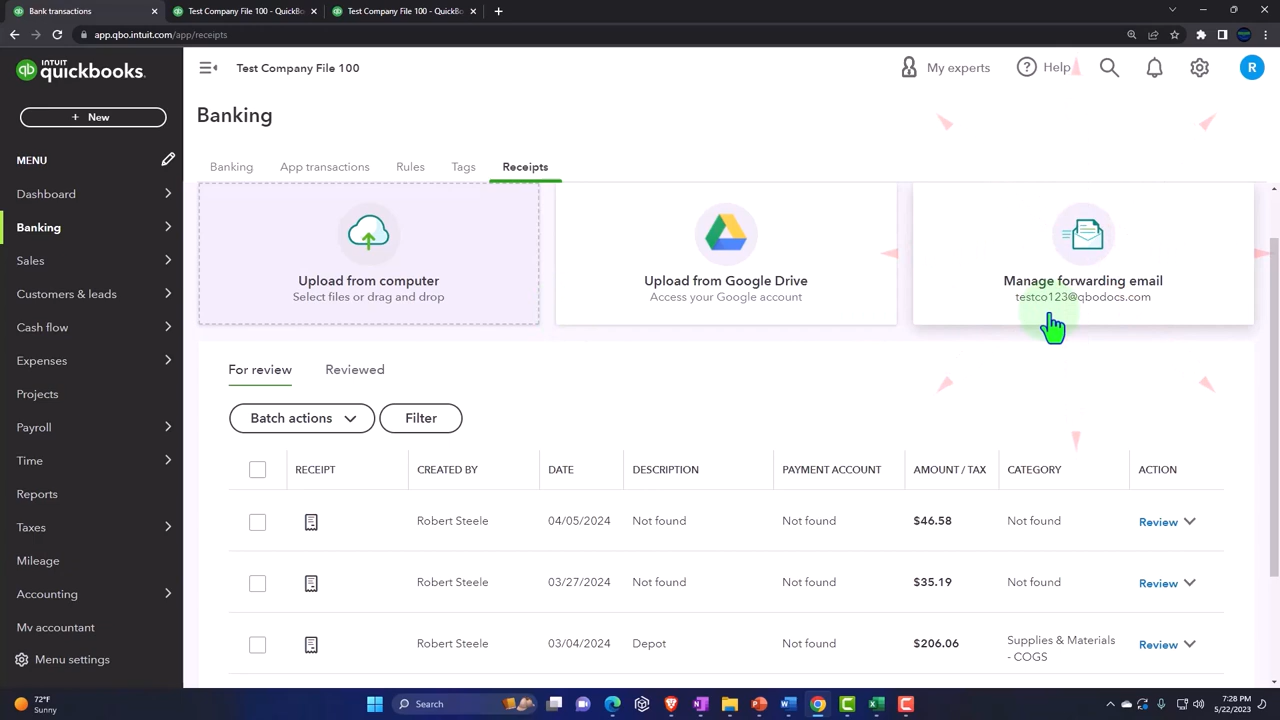 Bank transactions
Test Company File 100 - QuickBo
Test Company File 100 - QuickBo
app.qbo.intuit.com/app/receipts
INTUIT
quickbooks.
Test Company File 100
My experts
Help
R
+ New
Banking
MENU
Banking
App transactions
Rules
Tags
Receipts
Dashboard
Banking
Sales
Customers & leads
Cash flow
Expenses
Projects
Payroll
Time
Reports
Taxes
Mileage
Accounting
My accountant
Menu settings
Upload from computer
Select files or drag and drop
Upload from Google Drive
Access your Google account
Manage forwarding email
testco123@qbodocs.com
For review
Reviewed
Batch actions
Filter
RECEIPT CREATED BY DATE DESCRIPTION PAYMENT ACCOUNT AMOUNT / TAX CATEGORY ACTION
Robert Steele 04/05/2024 Not found Not found $46.58 Not found Review
Robert Steele 03/27/2024 Not found Not found $35.19 Not found Review
Robert Steele 03/04/2024 Depot Not found $206.06 Supplies & Materials - COGS Review
72°F
Sunny
Search
7:28 PM
5/22/2023